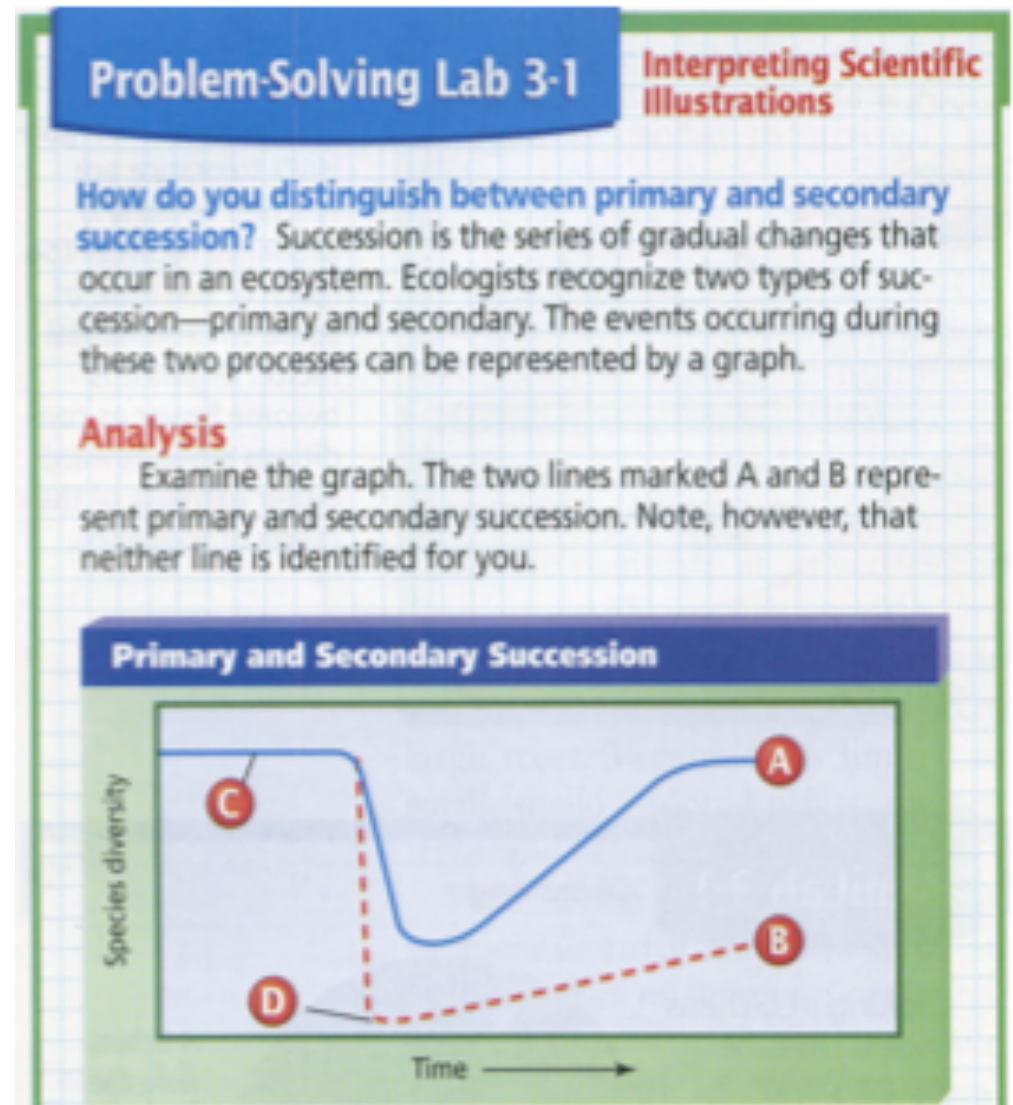 Problem-Solving Lab 3-1
Interpreting Scientific
Illustrations
How do you distinguish between primary and secondary
succession? Succession is the series of gradual changes that
occur in an ecosystem. Ecologists recognize two types of suc-
cession—primary and secondary. The events occurring during
these two processes can be represented by a graph.
Analysis
Examine the graph. The two lines marked A and B repre-
sent primary and secondary succession. Note, however, that
neither line is identified for you.
Primary and Secondary Succession
Species diversity
C
A
B
D
Time